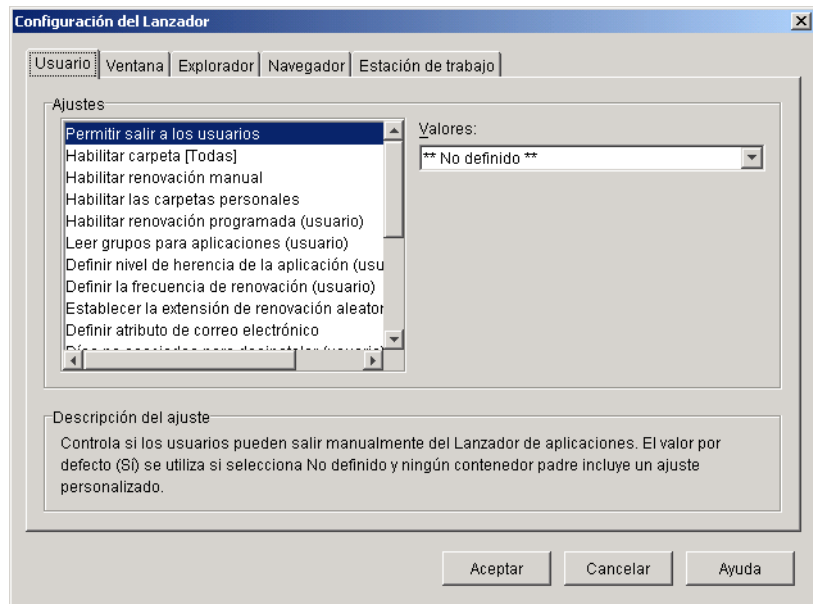 Configuración del Lanzador
Usuario Ventana Explorador Navegador Estación de trabajo
Ajustes
Permitir salir a los usuarios
Habilitar carpeta [Todas]
Habilitar renovación manual
Habilitar las carpetas personales
Habilitar renovación programada (usuario)
Leer grupos para aplicaciones (usuario)
Definir nivel de herencia de la aplicación (usu
Definir la frecuencia de renovación (usuario)
Establecer la extensión de renovación aleator
Definir atributo de correo electrónico
Valores:
** No definido **
Descripción del ajuste
Controla si los usuarios pueden salir manualmente del Lanzador de aplicaciones. El valor por
defecto (Sí) se utiliza si selecciona No definido y ningún contenedor padre incluye un ajuste
personalizado.
Aceptar Cancelar Ayuda